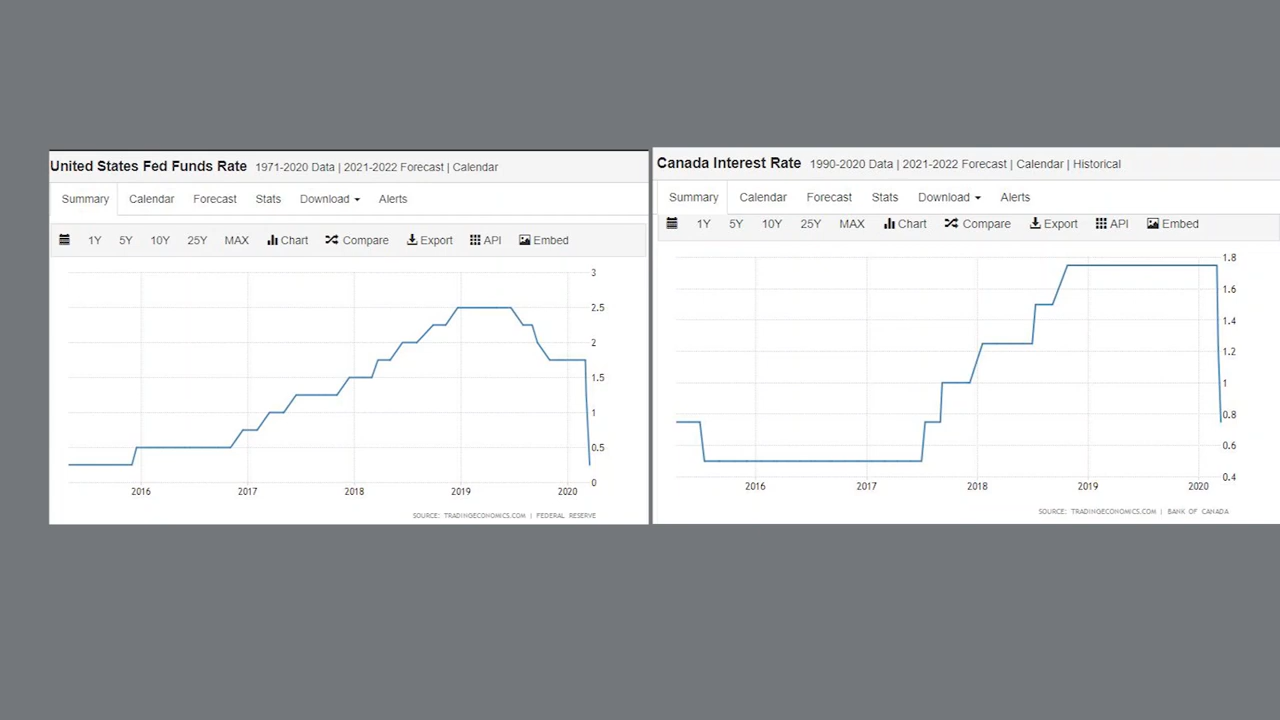 United States Fed Funds Rate 1971-2020 Data | 2021-2022 Forecast | Calendar
Summary Calendar Forecast Stats Download Alerts
1Y 5Y 10Y 25Y MAX Chart Compare Export API Embed
3
2.5
2
1.5
1
0.5
0
2016 2017 2018 2019 2020
SOURCE: TRADINGECONOMICS.COM | FEDERAL RESERVE
Canada Interest Rate 1990-2020 Data | 2021-2022 Forecast | Calendar | Historical
Summary Calendar Forecast Stats Download Alerts
1Y 5Y 10Y 25Y MAX Chart Compare Export API Embed
1.8
1.6
1.4
1.2
1
0.8
0.6
0.4
2016 2017 2018 2019 2020
SOURCE: TRADINGECONOMICS.COM | BANK OF CANADA